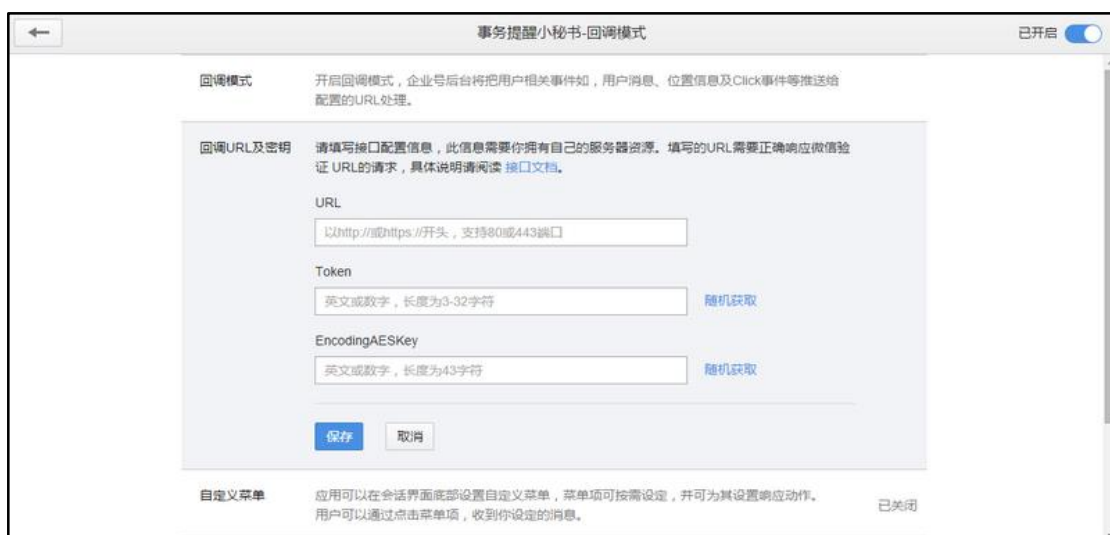 事务提醒小秘书-回调模式
已开启
回调模式
开启回调模式，企业号后台将把用户相关事件如，用户消息、位置信息及Click事件等推送给
配置的URL处理。
回调URL及密钥
请填写接口配置信息，此信息需要你拥有自己的服务器资源。填写的URL需要正确响应微信验
证 URL的请求，具体说明请阅读 接口文档。
URL
以http://或https://开头，支持80或443端口
Token
英文或数字，长度为3-32字符
随机获取
EncodingAESKey
英文或数字，长度为43字符
随机获取
保存
取消
自定义菜单
应用可以在会话界面底部设置自定义菜单，菜单项可按需设定，并可为其设置响应动作。
用户可以通过点击菜单项，收到你设定的消息。
已关闭